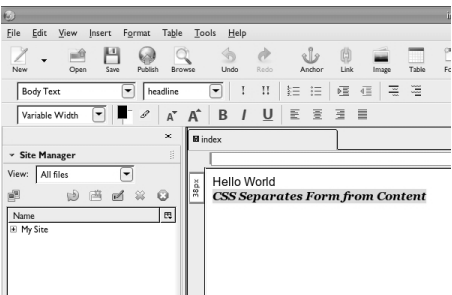 File Edit View Insert Format Table Tools Help
New Open Save Publish Browse Undo Redo Anchor Link Image Table
Body Text headline ! !!
Variable Width A A B I U
index
Site Manager
View: All files
38px
Hello World
CSS Separates Form from Content
Name
My Site